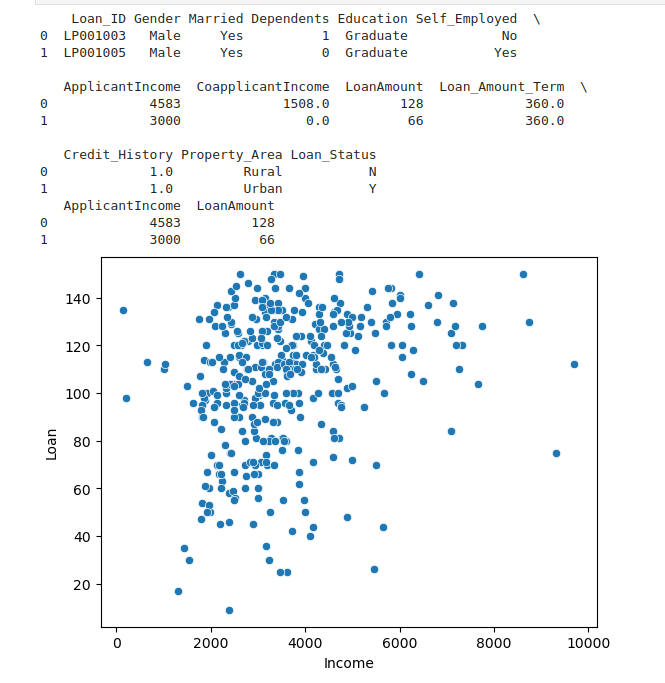 Loan_ID Gender Married Dependents Education Self_Employed \
0 LP001003 Male Yes 1 Graduate No
1 LP001005 Male Yes 0 Graduate Yes
ApplicantIncome CoapplicantIncome LoanAmount Loan_Amount_Term \
0 4583 1508.0 128 360.0
1 3000 0.0 66 360.0
Credit_History Property_Area Loan_Status
0 1.0 Rural N
1 1.0 Urban Y
ApplicantIncome LoanAmount
0 4583 128
1 3000 66
140
120
100
80
60
40
20
Loan
0 2000 4000 6000 8000 10000
Income